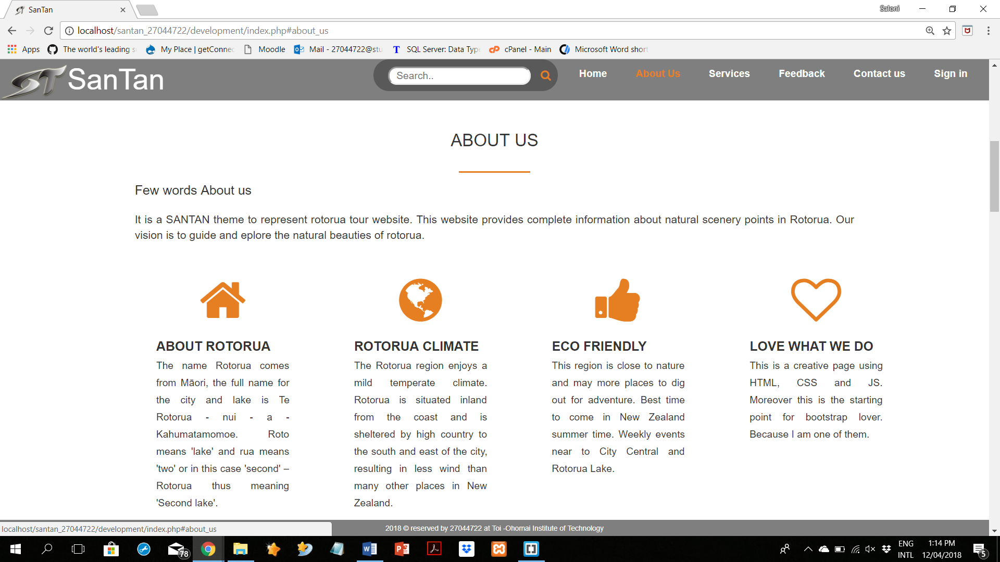 SanTan
Saloni
localhost/santan_27044722/development/index.php#about_us
Apps The world's leading s My Place | getConnec Moodle Mail - 27044722@stu SQL Server: Data Type cPanel - Main Microsoft Word short
ST SanTan Search.. Home About Us Services Feedback Contact us Sign in
ABOUT US
Few words About us
It is a SANTAN theme to represent rotorua tour website. This website provides complete information about natural scenery points in Rotorua. Our
vision is to guide and eplore the natural beauties of rotorua.
ABOUT ROTORUA
The name Rotorua comes
from Māori, the full name for
the city and lake is Te
Rotorua - nui - a -
Kahumatamomoe. Roto
means 'lake' and rua means
'two' or in this case 'second' –
Rotorua thus meaning
'Second lake'.
ROTORUA CLIMATE
The Rotorua region enjoys a
mild temperate climate.
Rotorua is situated inland
from the coast and is
sheltered by high country to
the south and east of the city,
resulting in less wind than
many other places in New
Zealand.
ECO FRIENDLY
This region is close to nature
and may more places to dig
out for adventure. Best time
to come in New Zealand
summer time. Weekly events
near to City Central and
Rotorua Lake.
LOVE WHAT WE DO
This is a creative page using
HTML, CSS and JS.
Moreover this is the starting
point for bootstrap lover.
Because I am one of them.
localhost/santan_27044722/development/index.php#about_us
2018 © reserved by 27044722 at Toi -Ohomai Institute of Technology
78
ENG
INTL
1:14 PM
12/04/2018
5